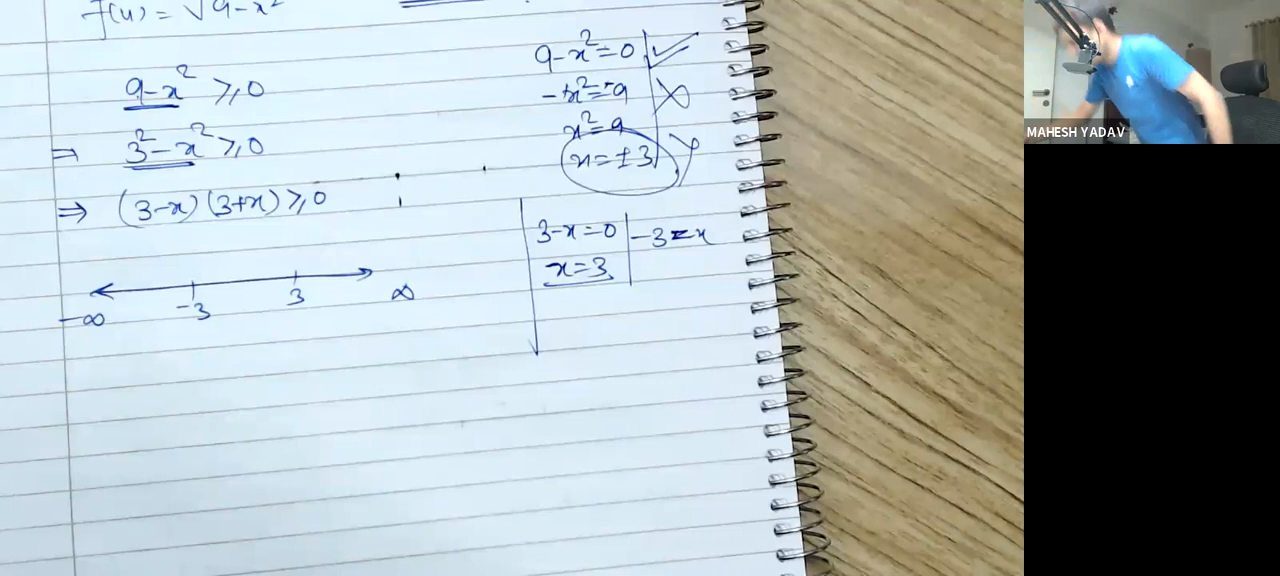 f(x) = √9-x²
9-x² ≥ 0
⇒ 3²-x² ≥ 0
⇒ (3-x)(3+x) ≥ 0
-∞ -3 3 ∞
9-x²=0
-x²=-9
x²=9
x=±3
3-x=0
x=3
-3=x
MAHESH YADAV